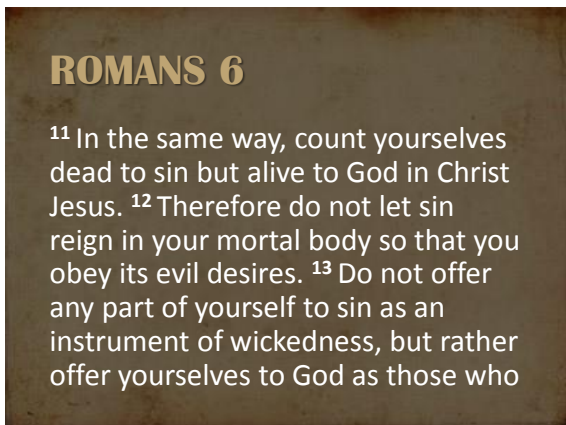 ROMANS 6
11 In the same way, count yourselves
dead to sin but alive to God in Christ
Jesus. 12 Therefore do not let sin
reign in your mortal body so that you
obey its evil desires. 13 Do not offer
any part of yourself to sin as an
instrument of wickedness, but rather
offer yourselves to God as those who